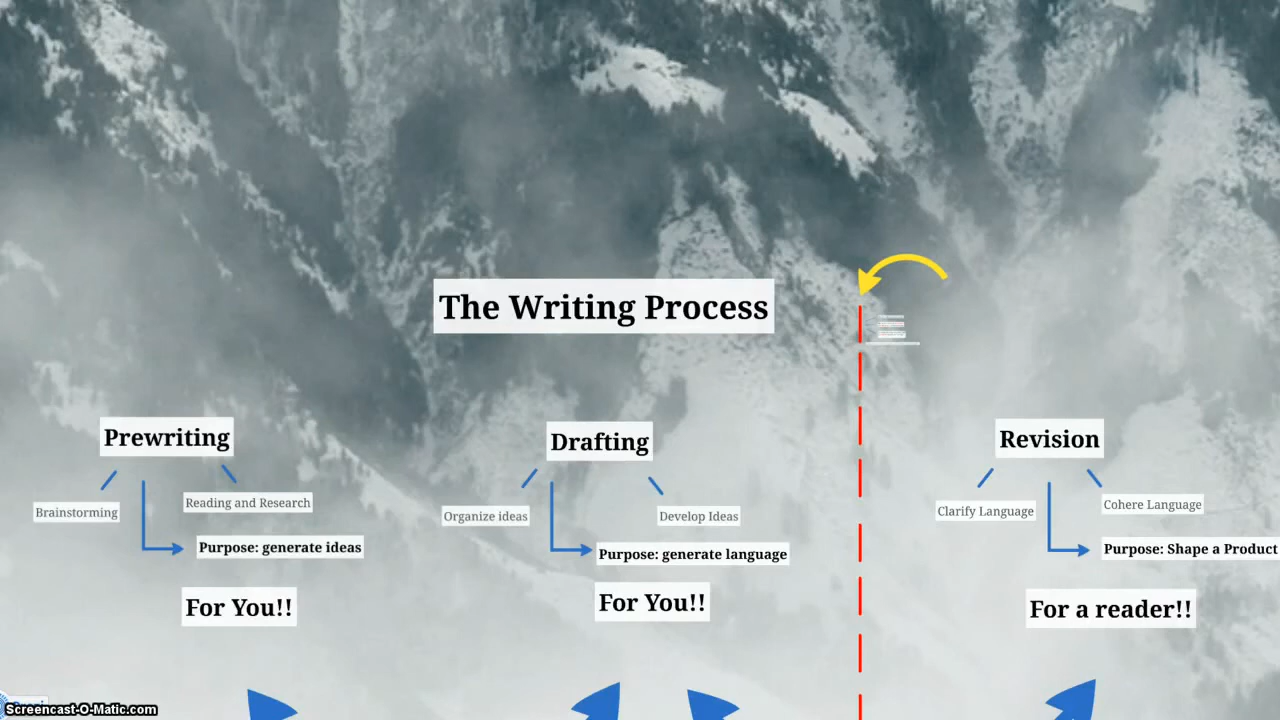 The Writing Process
Prewriting
Drafting
Revision
Brainstorming
Reading and Research
Organize ideas
Develop Ideas
Clarify Language
Cohere Language
Purpose: generate ideas
Purpose: generate language
Purpose: Shape a Product
For You!!
For You!!
For a reader!!
Screencast-O-Matic.com